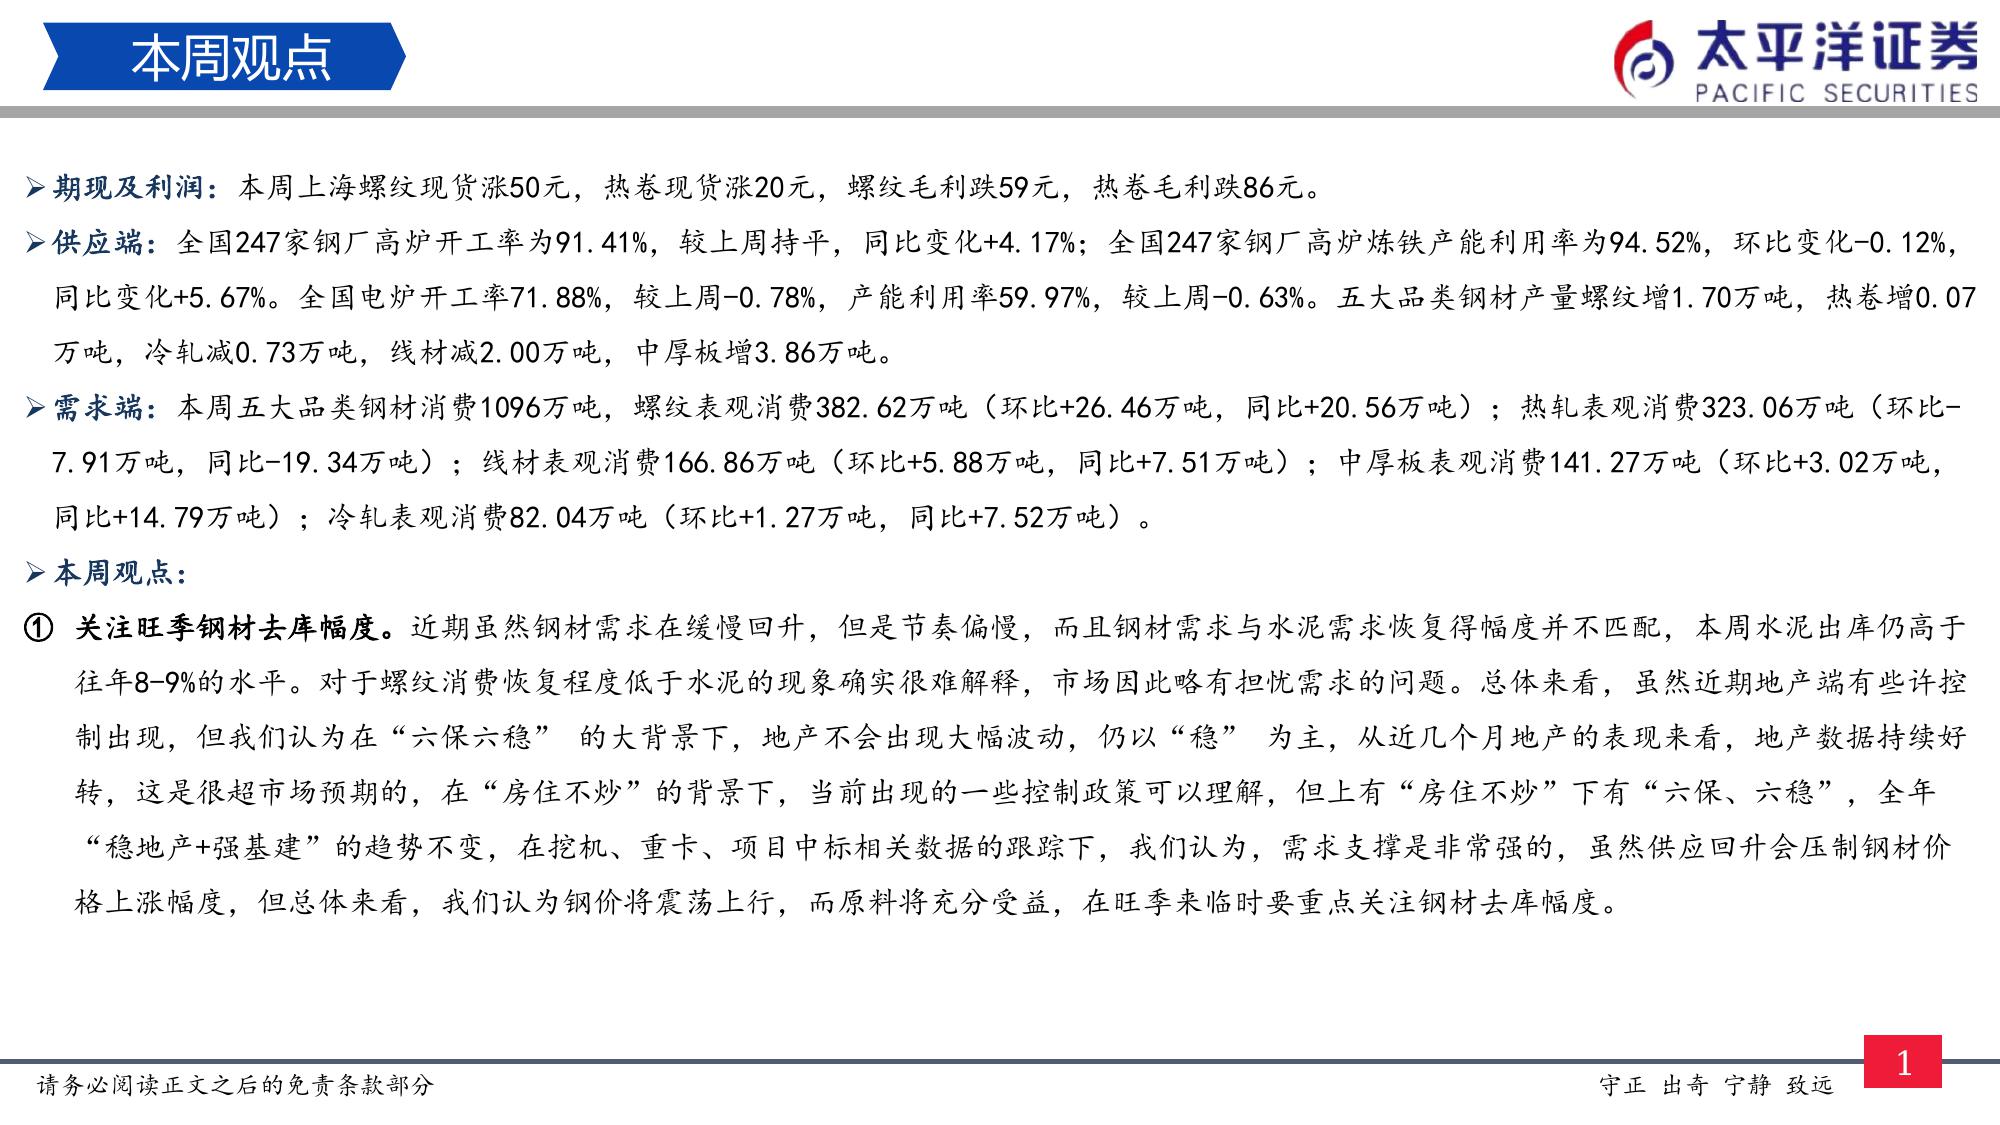 本周观点
太平洋证券
PACIFIC SECURITIES
➢期现及利润：本周上海螺纹现货涨50元，热卷现货涨20元，螺纹毛利跌59元，热卷毛利跌86元。
➢供应端：全国247家钢厂高炉开工率为91.41%，较上周持平，同比变化+4.17%；全国247家钢厂高炉炼铁产能利用率为94.52%，环比变化-0.12%，
同比变化+5.67%。全国电炉开工率71.88%，较上周-0.78%，产能利用率59.97%，较上周-0.63%。五大品类钢材产量螺纹增1.70万吨，热卷增0.07
万吨，冷轧减0.73万吨，线材减2.00万吨，中厚板增3.86万吨。
➢需求端：本周五大品类钢材消费1096万吨，螺纹表观消费382.62万吨（环比+26.46万吨，同比+20.56万吨）；热轧表观消费323.06万吨（环比-
7.91万吨，同比-19.34万吨）；线材表观消费166.86万吨（环比+5.88万吨，同比+7.51万吨）；中厚板表观消费141.27万吨（环比+3.02万吨，
同比+14.79万吨）；冷轧表观消费82.04万吨（环比+1.27万吨，同比+7.52万吨）。
➢本周观点：
① 关注旺季钢材去库幅度。近期虽然钢材需求在缓慢回升，但是节奏偏慢，而且钢材需求与水泥需求恢复得幅度并不匹配，本周水泥出库仍高于
往年8-9%的水平。对于螺纹消费恢复程度低于水泥的现象确实很难解释，市场因此略有担忧需求的问题。总体来看，虽然近期地产端有些许控
制出现，但我们认为在“六保六稳” 的大背景下，地产不会出现大幅波动，仍以“稳” 为主，从近几个月地产的表现来看，地产数据持续好
转，这是很超市场预期的，在“房住不炒”的背景下，当前出现的一些控制政策可以理解，但上有“房住不炒”下有“六保、六稳”，全年
“稳地产+强基建”的趋势不变，在挖机、重卡、项目中标相关数据的跟踪下，我们认为，需求支撑是非常强的，虽然供应回升会压制钢材价
格上涨幅度，但总体来看，我们认为钢价将震荡上行，而原料将充分受益，在旺季来临时要重点关注钢材去库幅度。
请务必阅读正文之后的免责条款部分
守正 出奇 宁静 致远
1